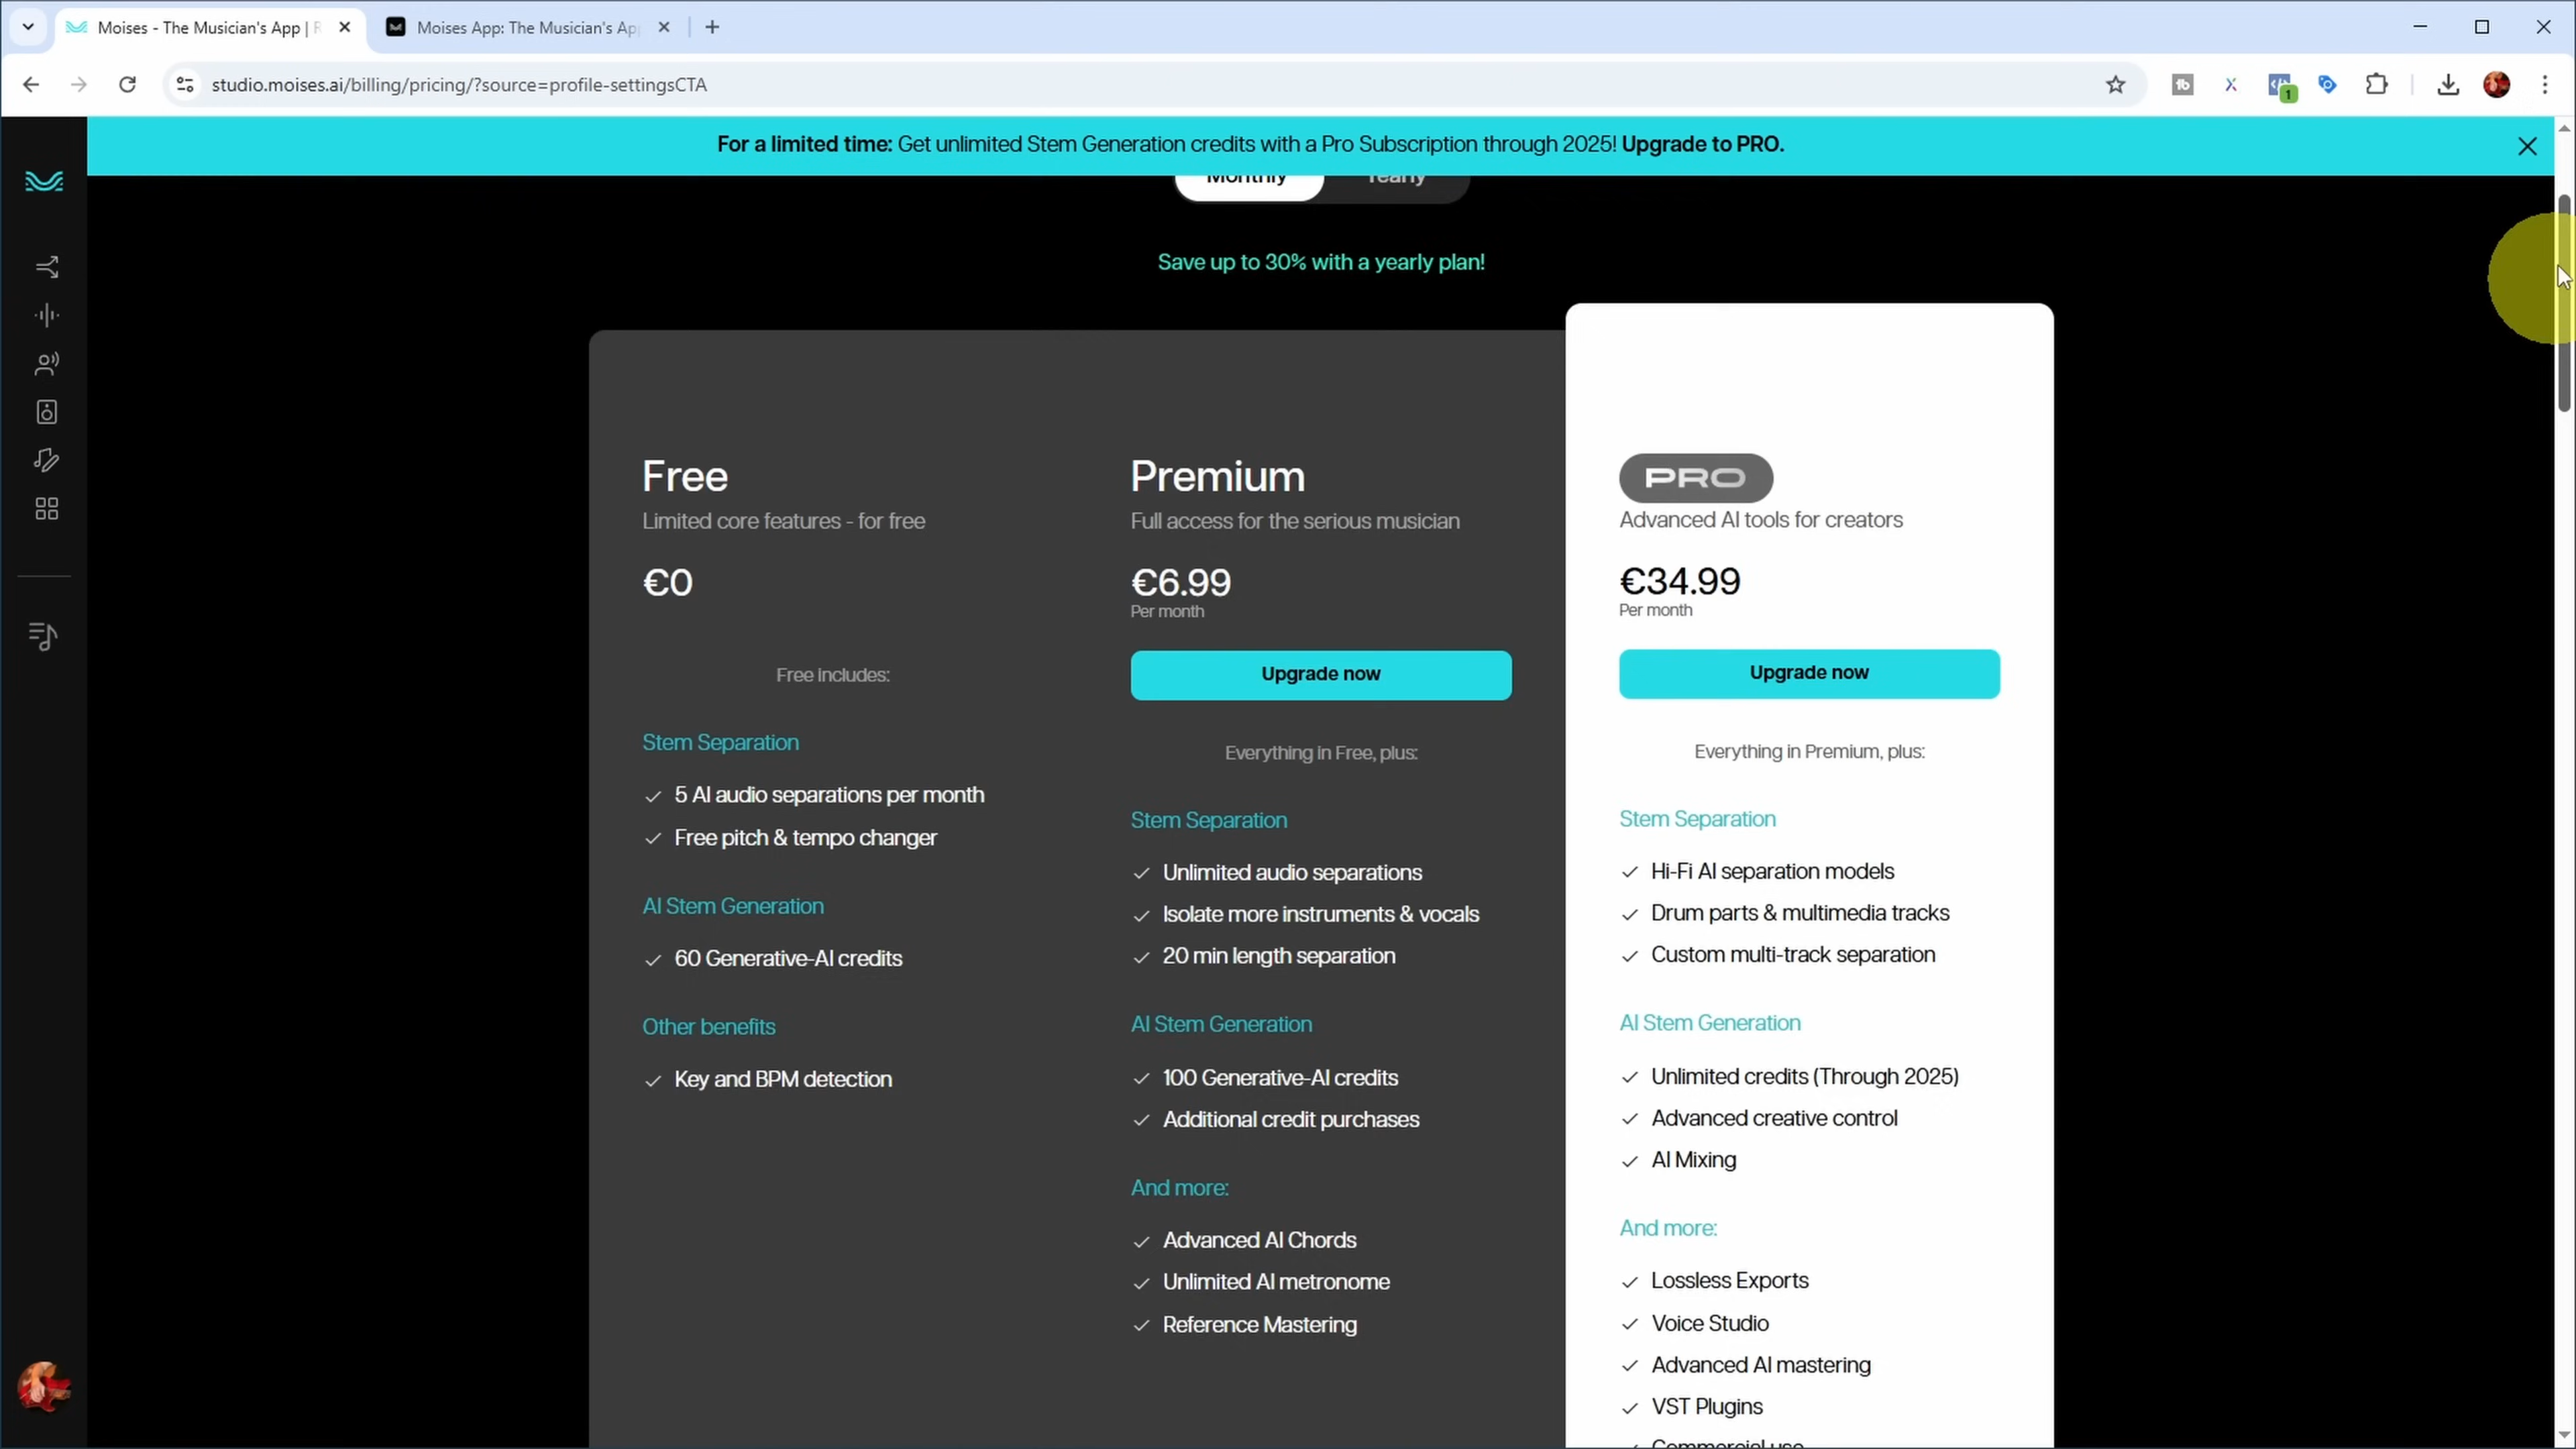 Moises - The Musician's App |
Moises App: The Musician's Ap
studio.moises.ai/billing/pricing/?source=profile-settingsCTA
1
For a limited time: Get unlimited Stem Generation credits with a Pro Subscription through 2025! Upgrade to PRO.
Monthly Yearly
Save up to 30% with a yearly plan!
Free
Limited core features - for free
€0
Free includes:
Stem Separation
5 AI audio separations per month
Free pitch & tempo changer
AI Stem Generation
60 Generative-AI credits
Other benefits
Key and BPM detection
Premium
Full access for the serious musician
€6.99
Per month
Upgrade now
Everything in Free, plus:
Stem Separation
Unlimited audio separations
Isolate more instruments & vocals
20 min length separation
AI Stem Generation
100 Generative-AI credits
Additional credit purchases
And more:
Advanced AI Chords
Unlimited AI metronome
Reference Mastering
PRO
Advanced AI tools for creators
€34.99
Per month
Upgrade now
Everything in Premium, plus:
Stem Separation
Hi-Fi AI separation models
Drum parts & multimedia tracks
Custom multi-track separation
AI Stem Generation
Unlimited credits (Through 2025)
Advanced creative control
AI Mixing
And more:
Lossless Exports
Voice Studio
Advanced AI mastering
VST Plugins
Commercial use